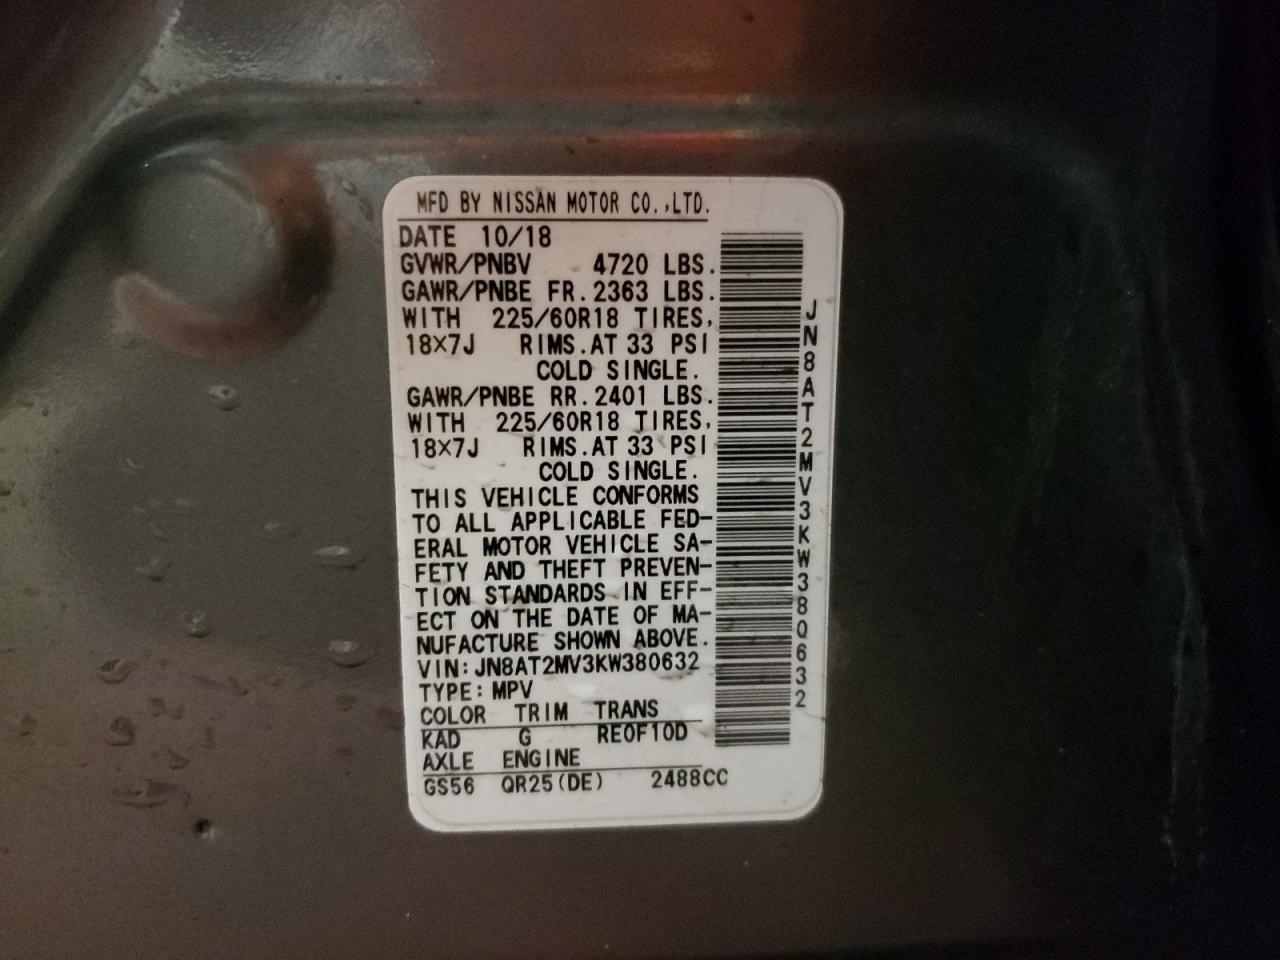 MFD BY NISSAN MOTOR CO.,LTD.
DATE 10/18
GVWR/PNBV 4720 LBS.
GAWR/PNBE FR.2363 LBS.
WITH 225/60R18 TIRES,
18×7J RIMS.AT 33 PSI
COLD SINGLE.
GAWR/PNBE RR.2401 LBS.
WITH 225/60R18 TIRES,
18×7J RIMS.AT 33 PSI
COLD SINGLE.
THIS VEHICLE CONFORMS
TO ALL APPLICABLE FED-
ERAL MOTOR VEHICLE SA-
FETY AND THEFT PREVEN-
TION STANDARDS IN EFF-
ECT ON THE DATE OF MA-
NUFACTURE SHOWN ABOVE.
VIN:JN8AT2MV3KW380632
TYPE:MPV
COLOR TRIM TRANS
KAD G RE0F10D
AXLE ENGINE
GS56 QR25(DE) 2488CC
JN8AT2MV3KW380632